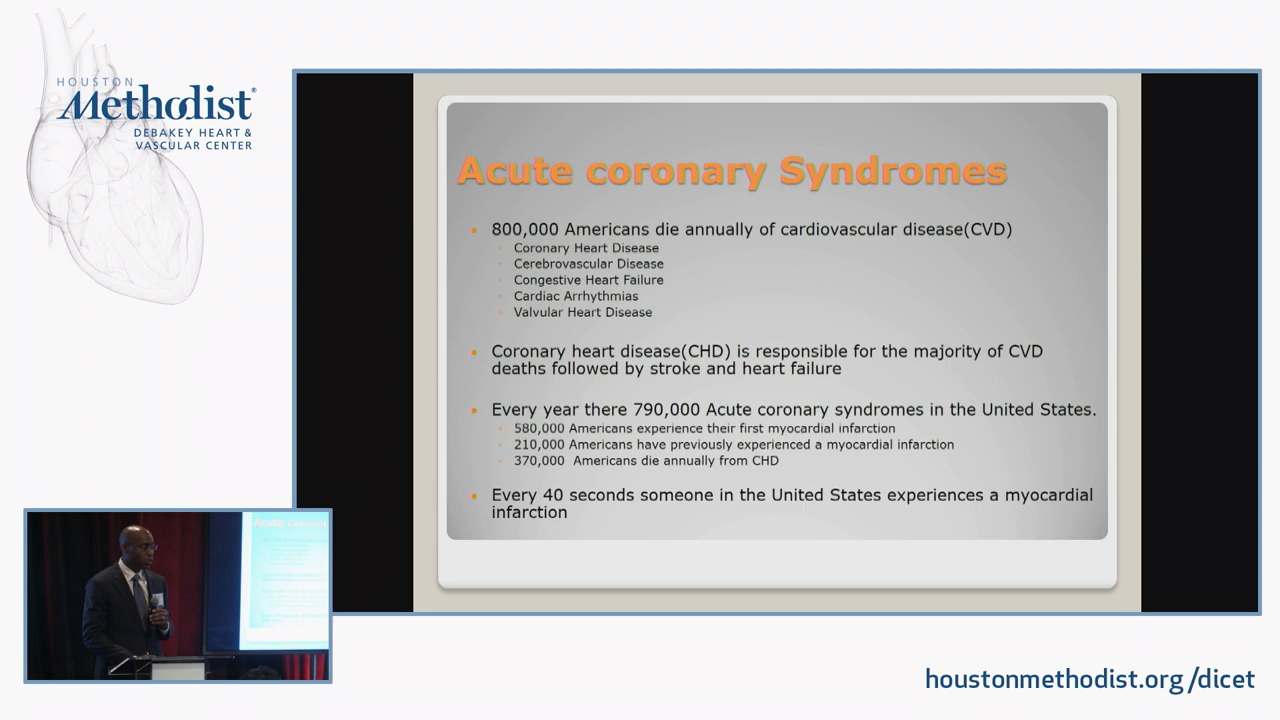 HOUSTON
Methodist®
DEBAKEY HEART &
VASCULAR CENTER
Acute coronary Syndromes
• 800,000 Americans die annually of cardiovascular disease(CVD)
◦ Coronary Heart Disease
◦ Cerebrovascular Disease
◦ Congestive Heart Failure
◦ Cardiac Arrhythmias
◦ Valvular Heart Disease
• Coronary heart disease(CHD) is responsible for the majority of CVD
deaths followed by stroke and heart failure
• Every year there 790,000 Acute coronary syndromes in the United States.
◦ 580,000 Americans experience their first myocardial infarction
◦ 210,000 Americans have previously experienced a myocardial infarction
◦ 370,000 Americans die annually from CHD
• Every 40 seconds someone in the United States experiences a myocardial
infarction
Acute coronary
houstonmethodist.org/dicet